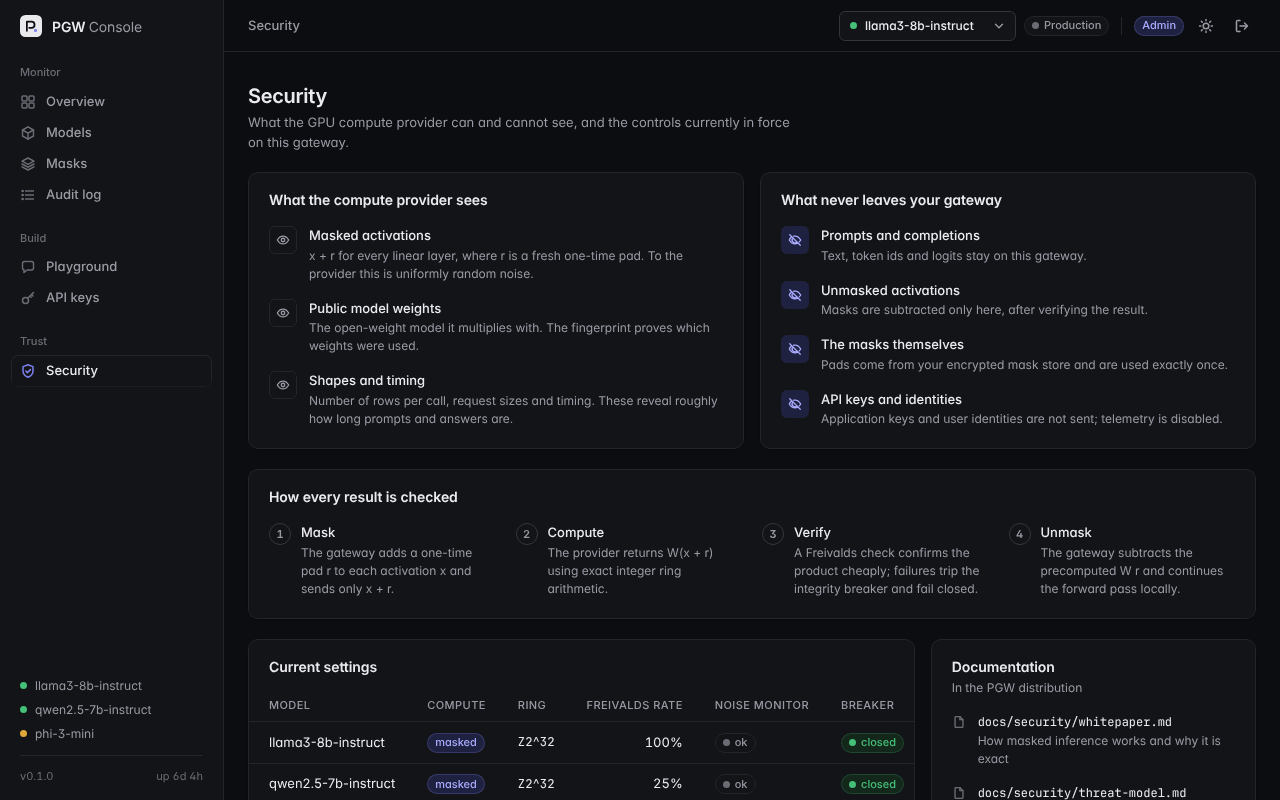 PGW Console
Monitor
Overview
Models
Masks
Audit log
Build
Playground
API keys
Trust
Security
llama3-8b-instruct
qwen2.5-7b-instruct
phi-3-mini
v0.1.0 up 6d 4h
Security llama3-8b-instruct Production Admin
Security
What the GPU compute provider can and cannot see, and the controls currently in force
on this gateway.
What the compute provider sees
Masked activations
x + r for every linear layer, where r is a fresh one-time pad. To the
provider this is uniformly random noise.
Public model weights
The open-weight model it multiplies with. The fingerprint proves which
weights were used.
Shapes and timing
Number of rows per call, request sizes and timing. These reveal roughly
how long prompts and answers are.
What never leaves your gateway
Prompts and completions
Text, token ids and logits stay on this gateway.
Unmasked activations
Masks are subtracted only here, after verifying the result.
The masks themselves
Pads come from your encrypted mask store and are used exactly once.
API keys and identities
Application keys and user identities are not sent; telemetry is disabled.
How every result is checked
1 Mask
The gateway adds a one-time
pad r to each activation x and
sends only x + r.
2 Compute
The provider returns W(x + r)
using exact integer ring
arithmetic.
3 Verify
A Freivalds check confirms the
product cheaply; failures trip the
integrity breaker and fail closed.
4 Unmask
The gateway subtracts the
precomputed W r and continues
the forward pass locally.
Current settings
MODEL COMPUTE RING FREIVALDS RATE NOISE MONITOR BREAKER
llama3-8b-instruct masked Z2^32 100% ok closed
qwen2.5-7b-instruct masked Z2^32 25% ok closed
Documentation
In the PGW distribution
docs/security/whitepaper.md
How masked inference works and why it is
exact
docs/security/threat-model.md